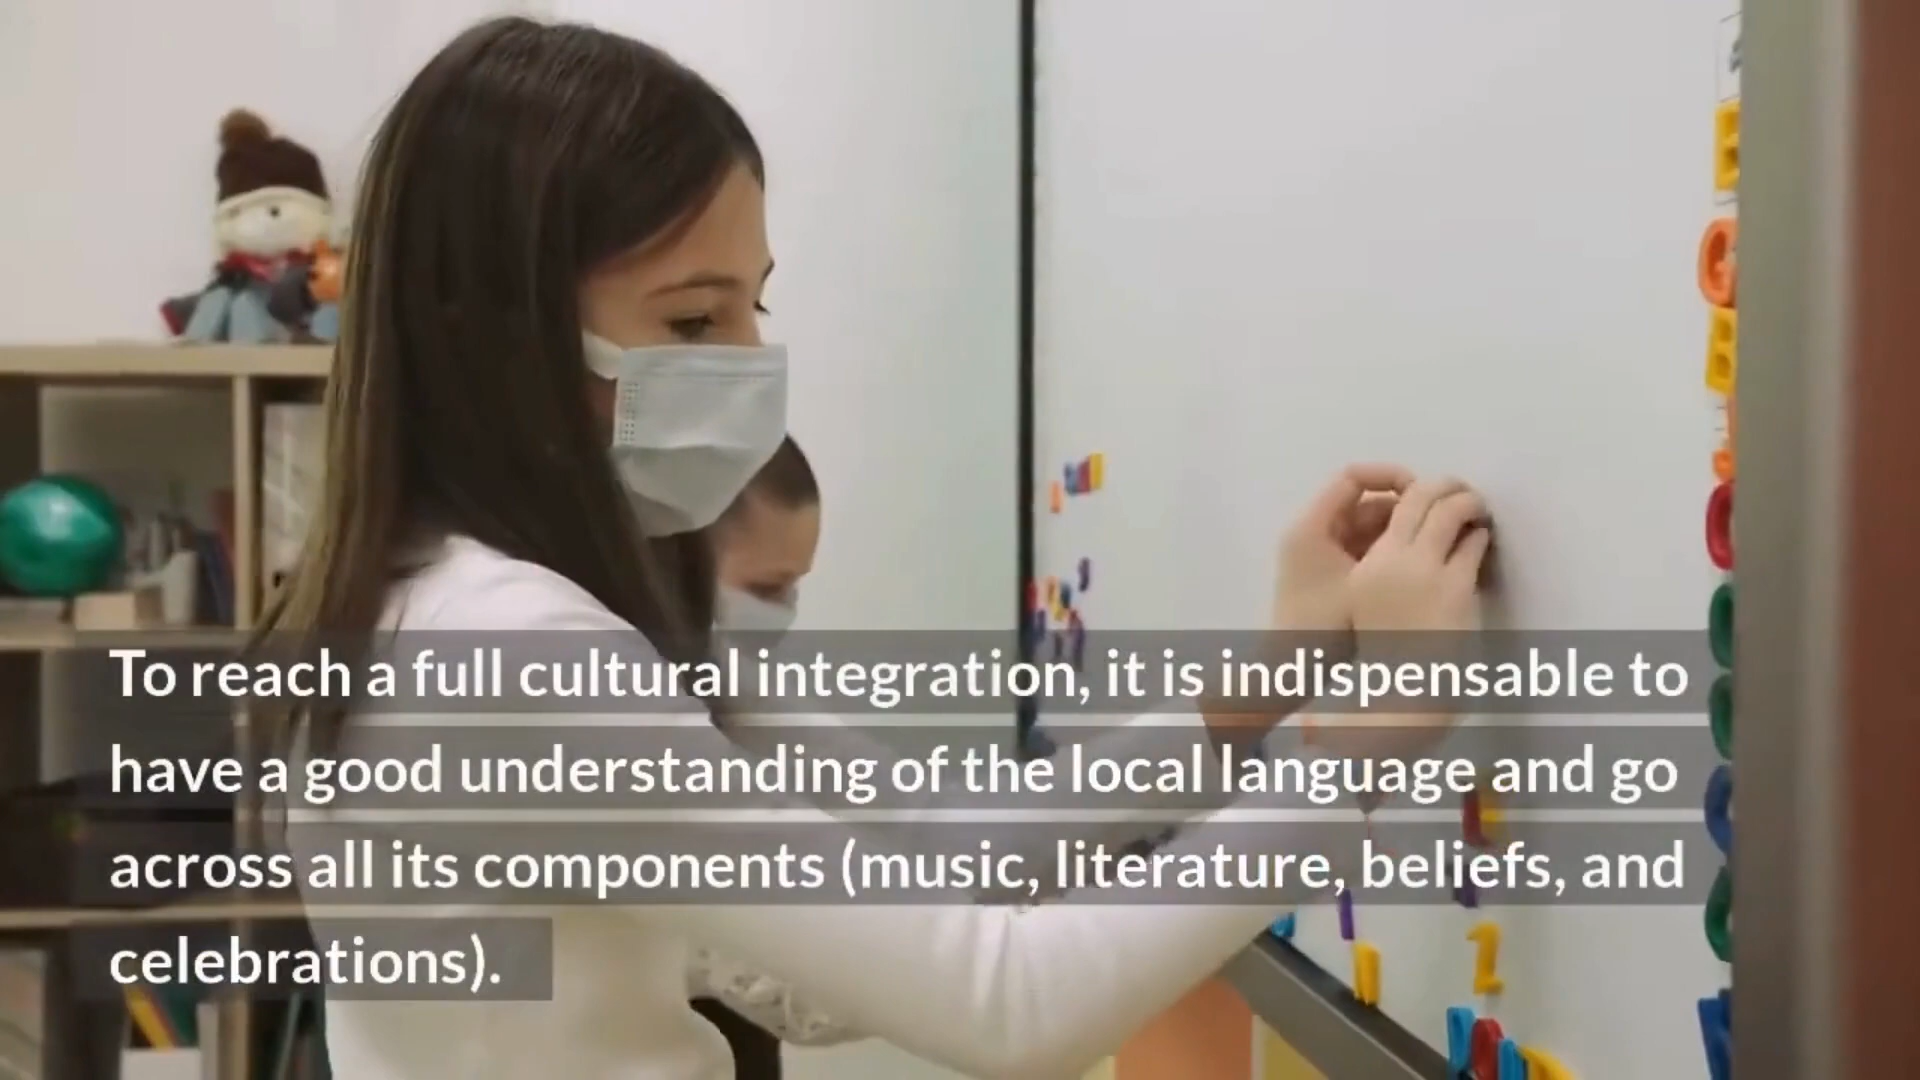 To reach a full cultural integration, it is indispensable to
have a good understanding of the local language and go
across all its components (music, literature, beliefs, and
celebrations).